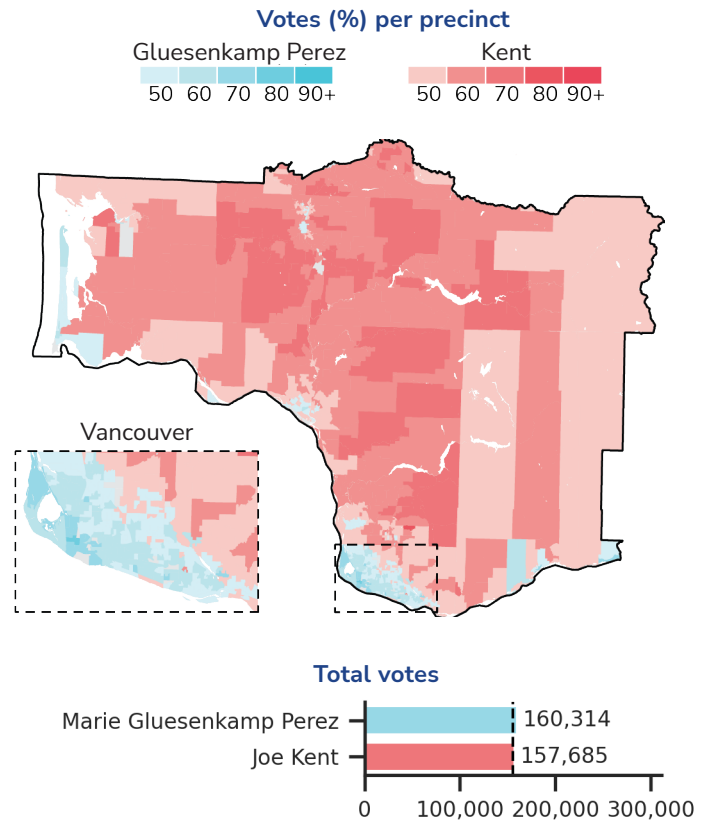 Votes (%) per precinct
Gluesenkamp Perez Kent
50 60 70 80 90+ 50 60 70 80 90+
Vancouver
Total votes
Marie Gluesenkamp Perez 160,314
Joe Kent 157,685
0 100,000 200,000 300,000